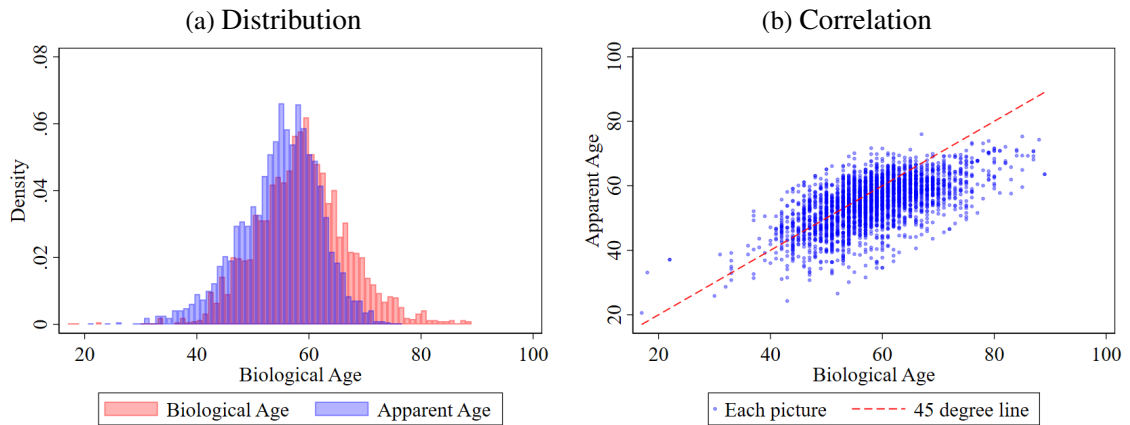 (a) Distribution
.08
.06
.04
.02
0
Density
20 40 60 80 100
Biological Age
Biological Age Apparent Age
(b) Correlation
100
80
60
40
20
Apparent Age
20 40 60 80 100
Biological Age
Each picture 45 degree line